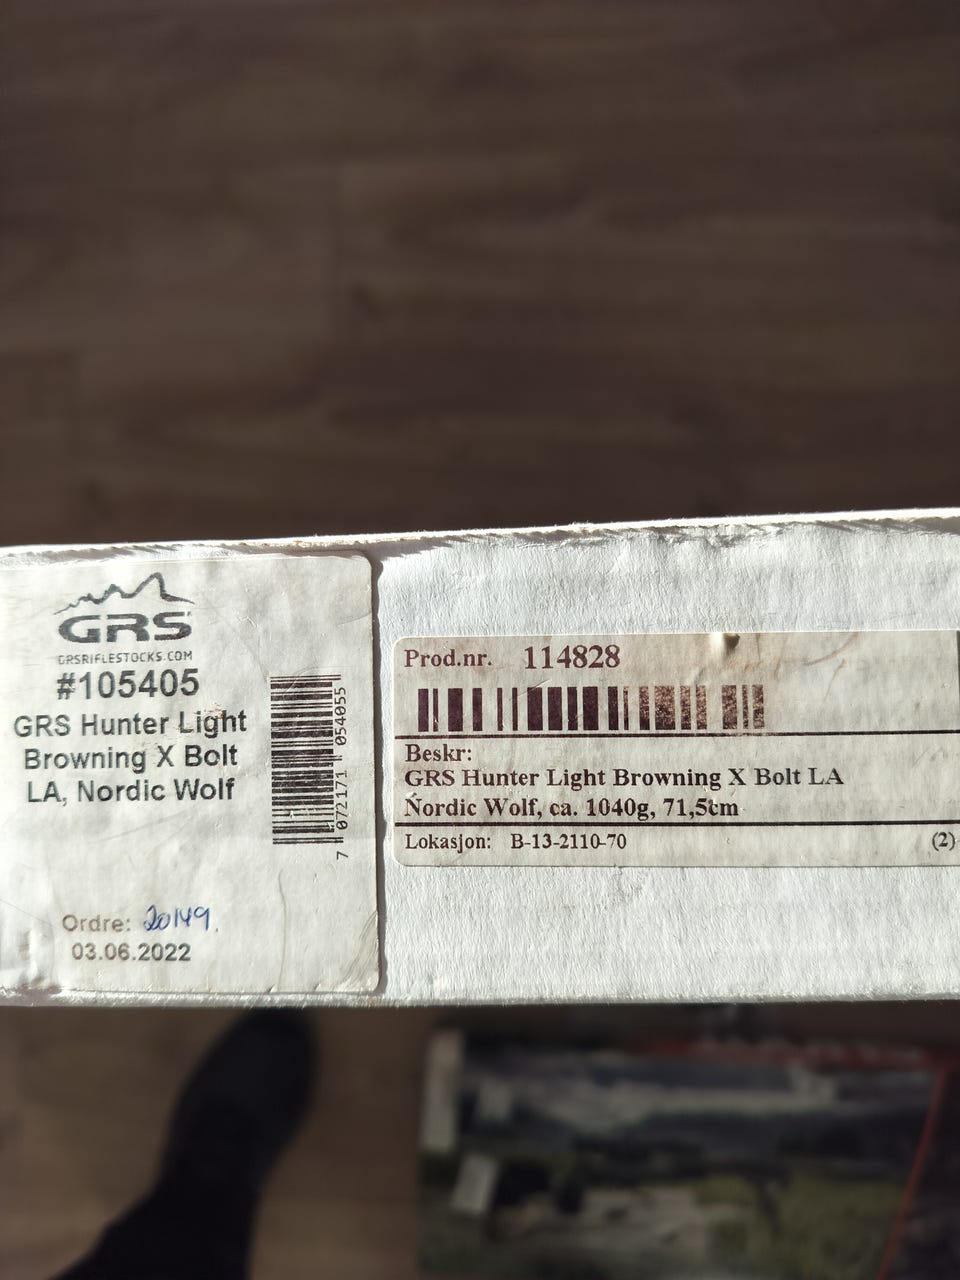 GRS
GRSRIFLESTOCKS.COM
#105405
GRS Hunter Light
Browning X Bolt
LA, Nordic Wolf
7 072171 054055
Ordre: 20149.
03.06.2022
Prod.nr. 114828
Beskr:
GRS Hunter Light Browning X Bolt LA
Nordic Wolf, ca. 1040g, 71,5cm
Lokasjon: B-13-2110-70 (2)